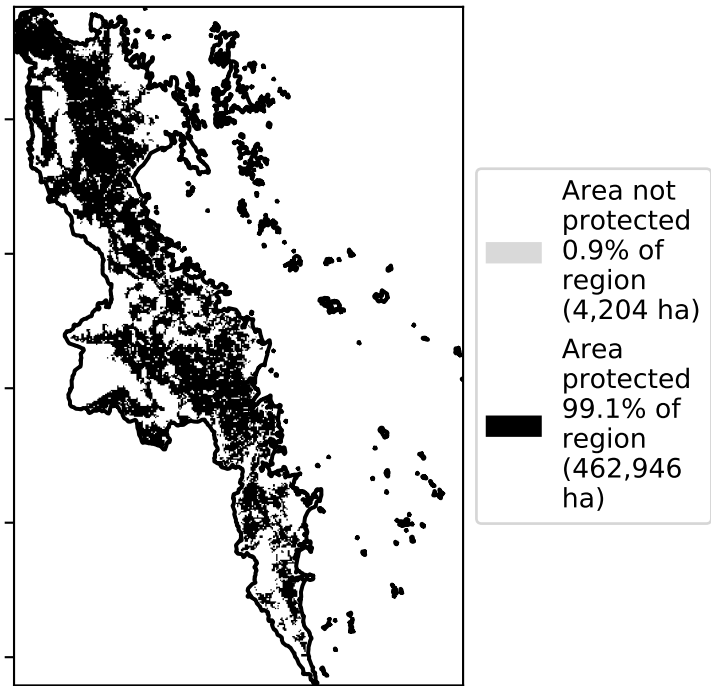 Area not
protected
0.9% of
region
(4,204 ha)
Area
protected
99.1% of
region
(462,946
ha)